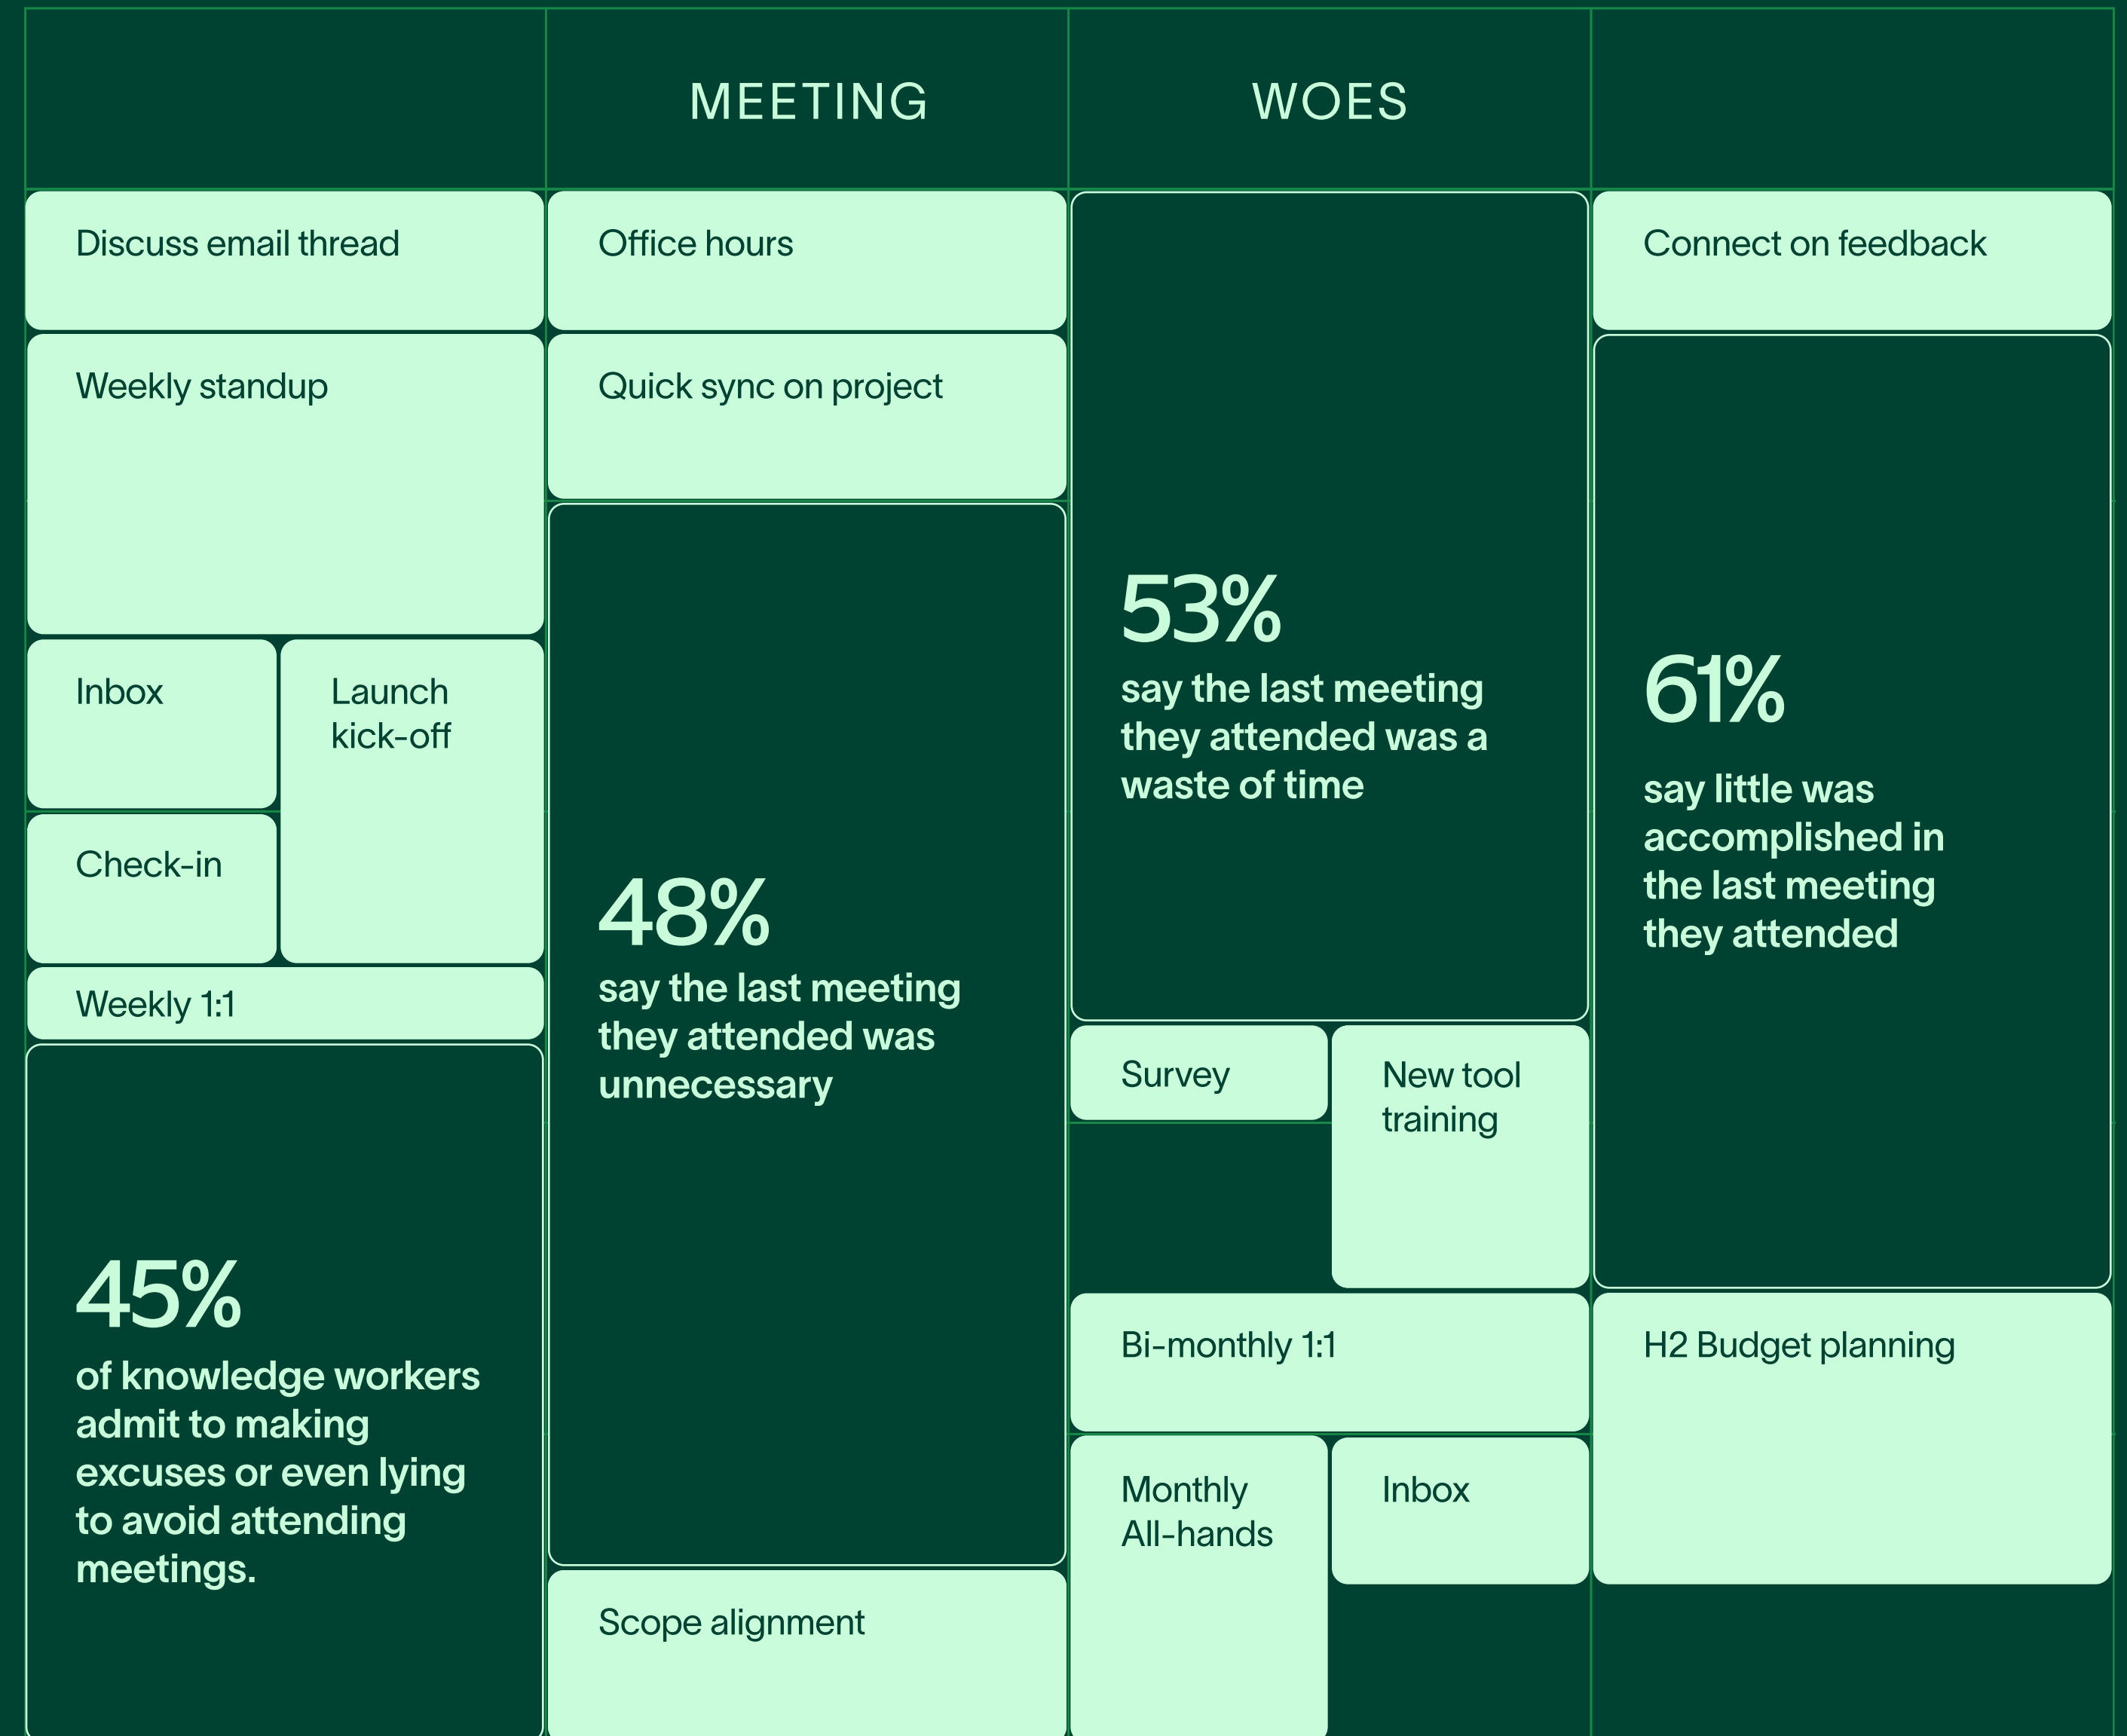 MEETING WOES
Discuss email thread
Weekly standup
Inbox
Launch
kick-off
Check-in
Weekly 1:1
45%
of knowledge workers
admit to making
excuses or even lying
to avoid attending
meetings.
Office hours
Quick sync on project
48%
say the last meeting
they attended was
unnecessary
Scope alignment
53%
say the last meeting
they attended was a
waste of time
Survey
New tool
training
Bi-monthly 1:1
Monthly
All-hands
Inbox
Connect on feedback
61%
say little was
accomplished in
the last meeting
they attended
H2 Budget planning